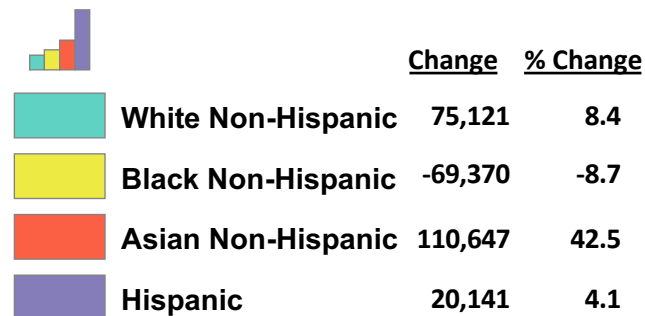 Change % Change
White Non-Hispanic 75,121 8.4
Black Non-Hispanic -69,370 -8.7
Asian Non-Hispanic 110,647 42.5
Hispanic 20,141 4.1